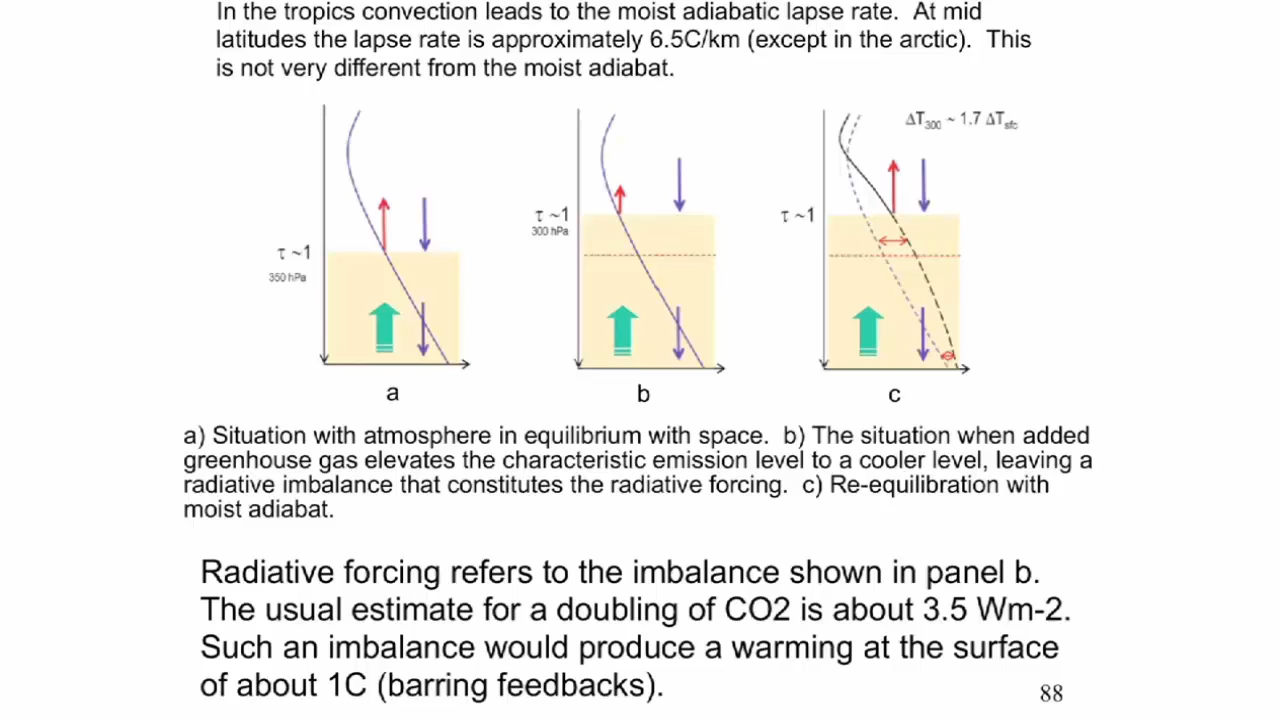 In the tropics convection leads to the moist adiabatic lapse rate.  At mid
latitudes the lapse rate is approximately 6.5C/km (except in the arctic).  This
is not very different from the moist adiabat.
ΔT300 ~ 1.7 ΔTsfc
τ ~1
350 hPa
τ ~1
300 hPa
τ ~1
a
b
c
a) Situation with atmosphere in equilibrium with space.  b) The situation when added
greenhouse gas elevates the characteristic emission level to a cooler level, leaving a
radiative imbalance that constitutes the radiative forcing.  c) Re-equilibration with
moist adiabat.
Radiative forcing refers to the imbalance shown in panel b.
The usual estimate for a doubling of CO2 is about 3.5 Wm-2.
Such an imbalance would produce a warming at the surface
of about 1C (barring feedbacks).
88